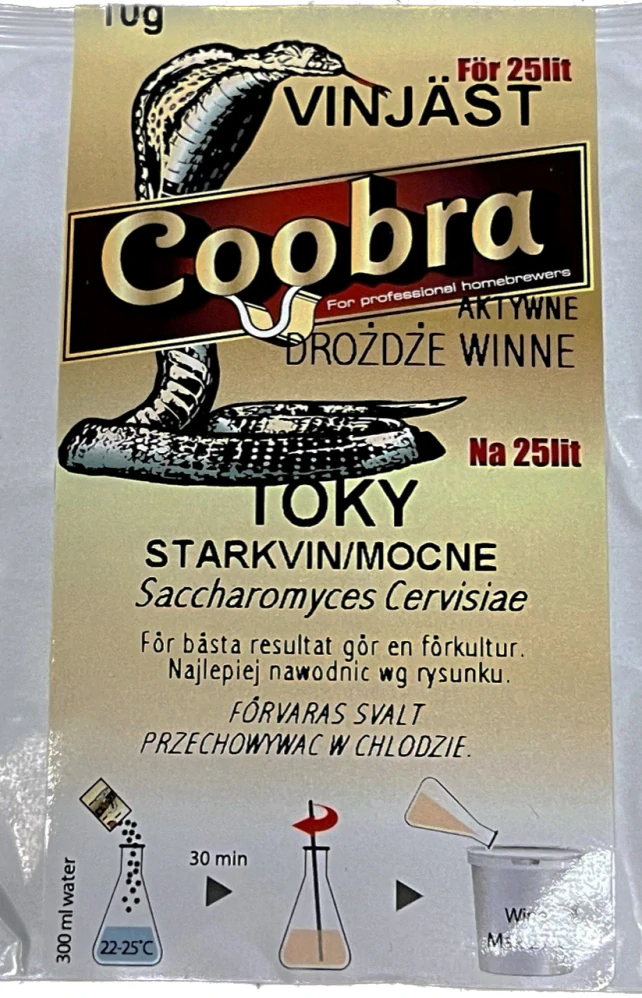 10g
För 25lit
VINJÄST
Coobra
For professional homebrewers
AKTYWNE
DROŻDŻE WINNE
Na 25lit
TOKY
STARKVIN/MOCNE
Saccharomyces Cervisiae
För bästa resultat gör en förkultur.
Najlepiej nawodnic wg rysunku.
FÖRVARAS SVALT
PRZECHOWYWAC W CHLODZIE.
30 min
300 ml water
22-25°C